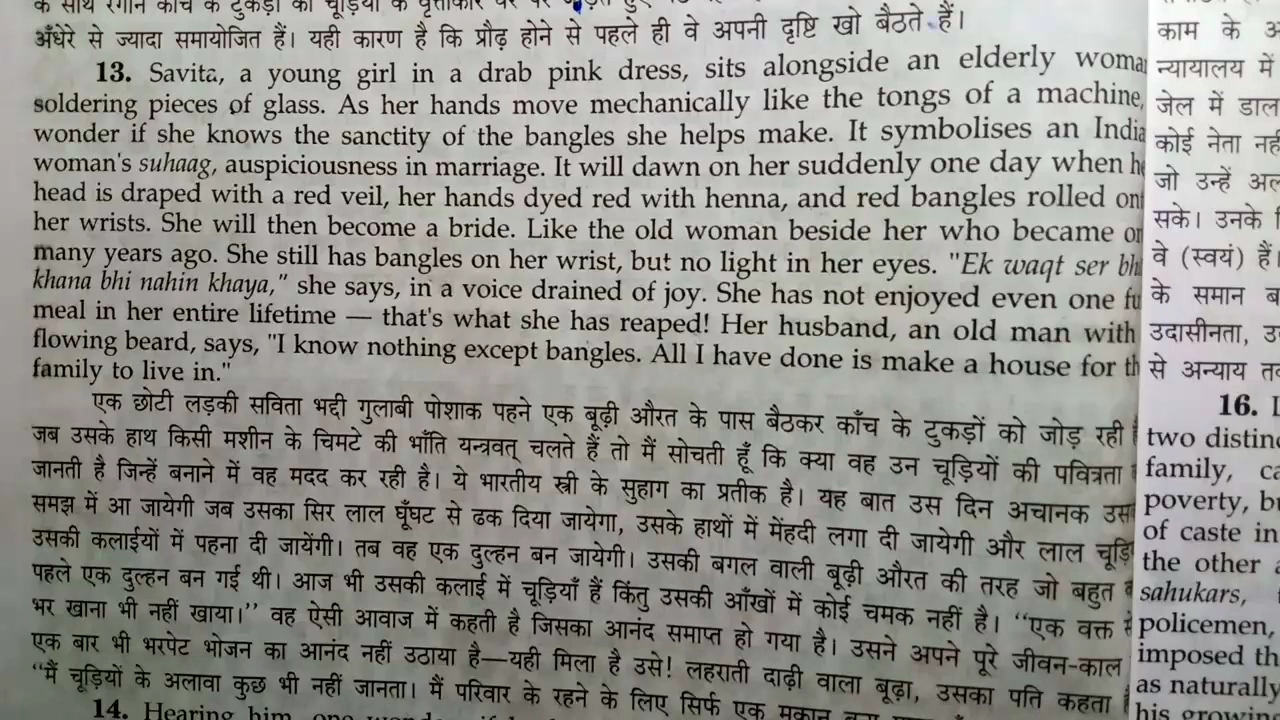 अँधेरे से ज्यादा समायोजित हैं। यही कारण है कि प्रौढ़ होने से पहले ही वे अपनी दृष्टि खो बैठते हैं।
13. Savita, a young girl in a drab pink dress, sits alongside an elderly woma
soldering pieces of glass. As her hands move mechanically like the tongs of a machine,
wonder if she knows the sanctity of the bangles she helps make. It symbolises an India
woman's suhaag, auspiciousness in marriage. It will dawn on her suddenly one day when h
head is draped with a red veil, her hands dyed red with henna, and red bangles rolled on
her wrists. She will then become a bride. Like the old woman beside her who became o
many years ago. She still has bangles on her wrist, but no light in her eyes. "Ek waqt ser bh
khana bhi nahin khaya," she says, in a voice drained of joy. She has not enjoyed even one fu
meal in her entire lifetime — that's what she has reaped! Her husband, an old man with
flowing beard, says, "I know nothing except bangles. All I have done is make a house for th
family to live in."
एक छोटी लड़की सविता भद्दी गुलाबी पोशाक पहने एक बूढ़ी औरत के पास बैठकर काँच के टुकड़ों को जोड़ रही
जब उसके हाथ किसी मशीन के चिमटे की भाँति यन्त्रवत् चलते हैं तो मैं सोचती हूँ कि क्या वह उन चूड़ियों की पवित्रता
जानती है जिन्हें बनाने में वह मदद कर रही है। ये भारतीय स्त्री के सुहाग का प्रतीक है। यह बात उस दिन अचानक उस
समझ में आ जायेगी जब उसका सिर लाल घूँघट से ढक दिया जायेगा, उसके हाथों में मेंहदी लगा दी जायेगी और लाल चूड़ि
उसकी कलाईयों में पहना दी जायेंगी। तब वह एक दुल्हन बन जायेगी। उसकी बगल वाली बूढ़ी औरत की तरह जो बहुत
पहले एक दुल्हन बन गई थी। आज भी उसकी कलाई में चूड़ियाँ हैं किंतु उसकी आँखों में कोई चमक नहीं है। “एक वक्त
भर खाना भी नहीं खाया।” वह ऐसी आवाज में कहती है जिसका आनंद समाप्त हो गया है। उसने अपने पूरे जीवन-काल
एक बार भी भरपेट भोजन का आनंद नहीं उठाया है—यही मिला है उसे! लहराती दाढ़ी वाला बूढ़ा, उसका पति कहता
“मैं चूड़ियों के अलावा कुछ भी नहीं जानता। मैं परिवार के रहने के लिए सिर्फ एक मकान
14. Hearing him, one
काम के
न्यायालय में
जेल में डाल
कोई नेता नह
जो उन्हें अल
सके। उनके
वे (स्वयं) हैं।
के समान ब
उदासीनता, उ
से अन्याय त
16.
two distinc
family, ca
poverty, bu
of caste in
the other
sahukars,
policemen,
imposed th
as naturally
his growing